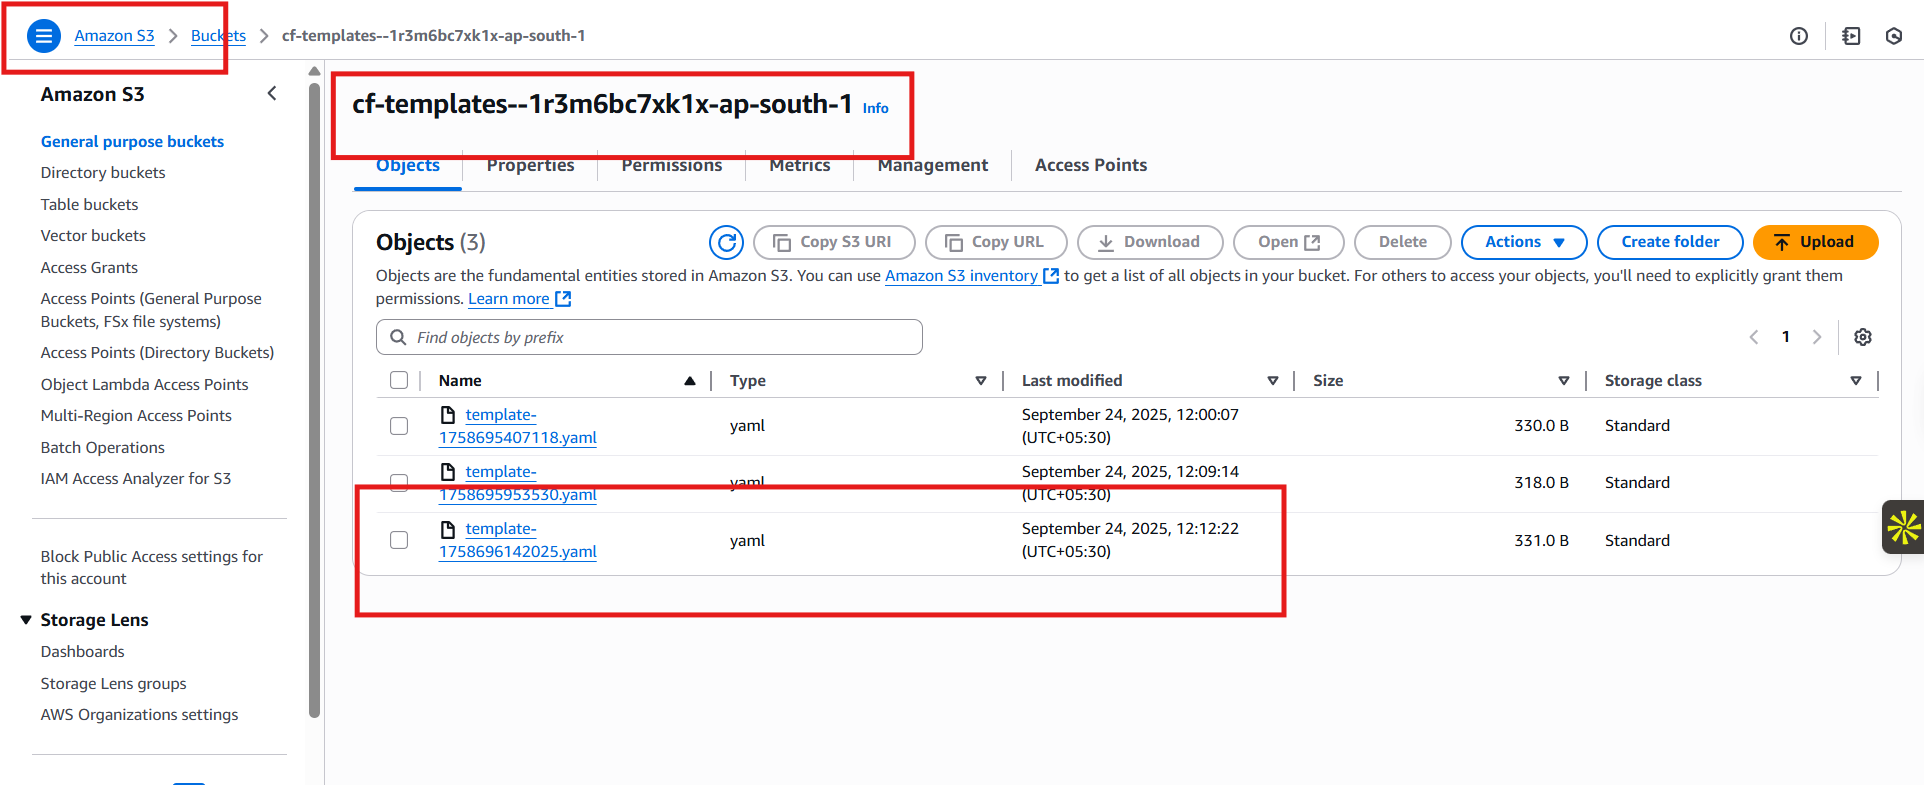 Amazon S3 > Buckets > cf-templates--1r3m6bc7xk1x-ap-south-1
Amazon S3
General purpose buckets
Directory buckets
Table buckets
Vector buckets
Access Grants
Access Points (General Purpose
Buckets, FSx file systems)
Access Points (Directory Buckets)
Object Lambda Access Points
Multi-Region Access Points
Batch Operations
IAM Access Analyzer for S3
Block Public Access settings for
this account
Storage Lens
Dashboards
Storage Lens groups
AWS Organizations settings
cf-templates--1r3m6bc7xk1x-ap-south-1 Info
Objects Properties Permissions Metrics Management Access Points
Objects (3) Copy S3 URI Copy URL Download Open Delete Actions Create folder Upload
Objects are the fundamental entities stored in Amazon S3. You can use Amazon S3 inventory to get a list of all objects in your bucket. For others to access your objects, you'll need to explicitly grant them
permissions. Learn more
Find objects by prefix 1
Name Type Last modified Size Storage class
template-
1758695407118.yaml yaml September 24, 2025, 12:00:07
(UTC+05:30) 330.0 B Standard
template-
1758695953530.yaml yaml September 24, 2025, 12:09:14
(UTC+05:30) 318.0 B Standard
template-
1758696142025.yaml yaml September 24, 2025, 12:12:22
(UTC+05:30) 331.0 B Standard